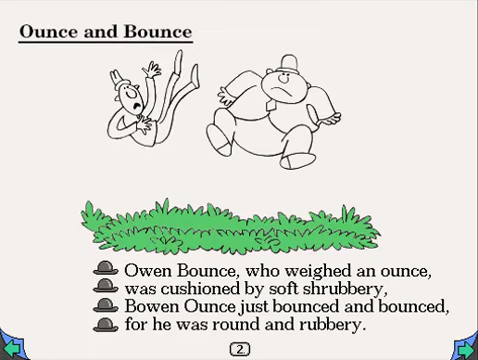 Ounce and Bounce
Owen Bounce, who weighed an ounce,
was cushioned by soft shrubbery,
Bowen Ounce just bounced and bounced,
for he was round and rubbery.
2